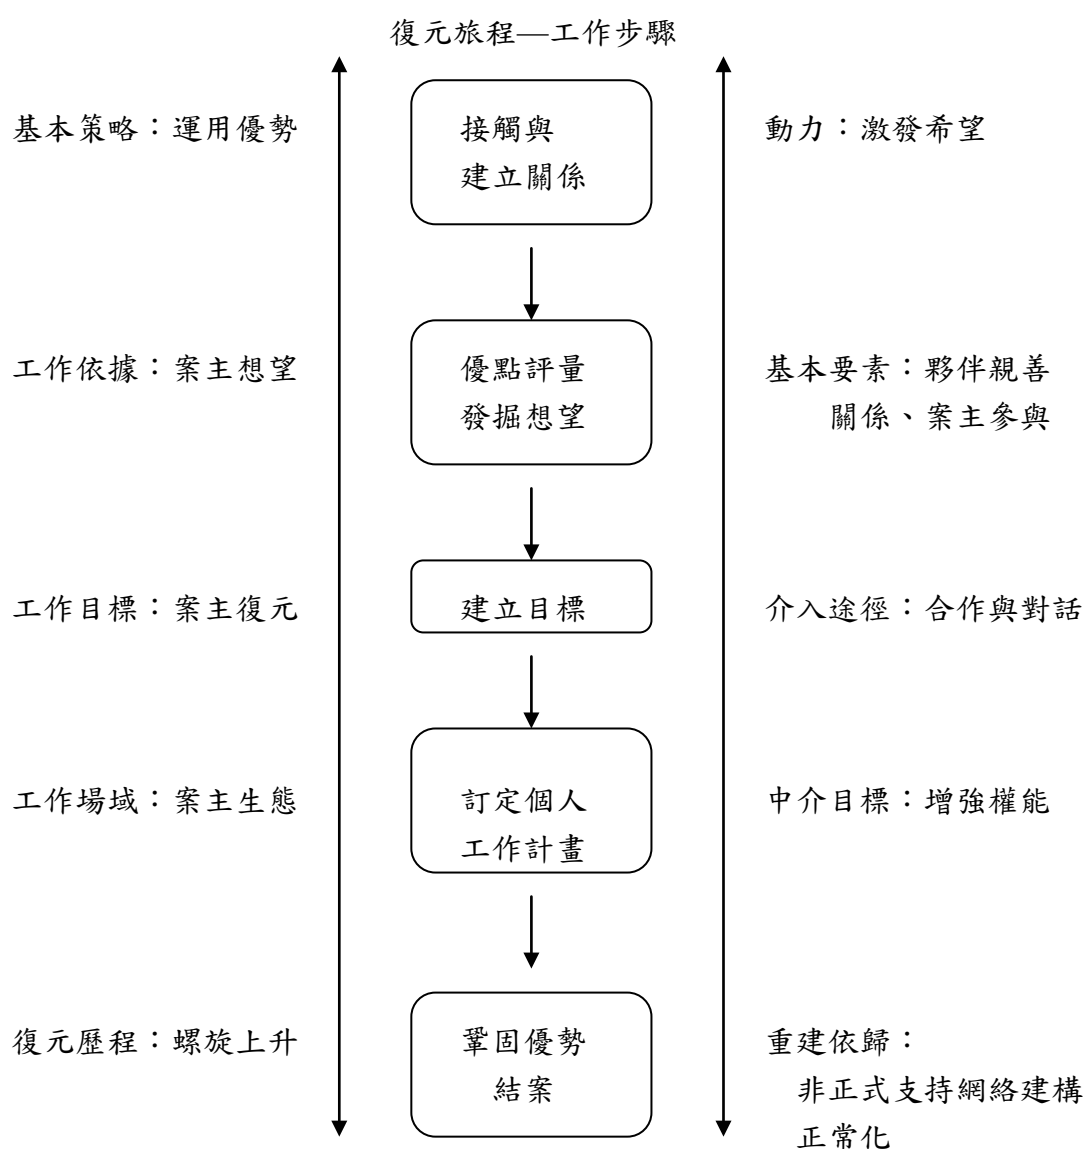 復元旅程—工作步驟
基本策略：運用優勢
接觸與
建立關係
動力：激發希望
工作依據：案主想望
優點評量
發掘想望
基本要素：夥伴親善
關係、案主參與
工作目標：案主復元
建立目標
介入途徑：合作與對話
工作場域：案主生態
訂定個人
工作計畫
中介目標：增強權能
復元歷程：螺旋上升
鞏固優勢
結案
重建依歸：
非正式支持網絡建構
正常化